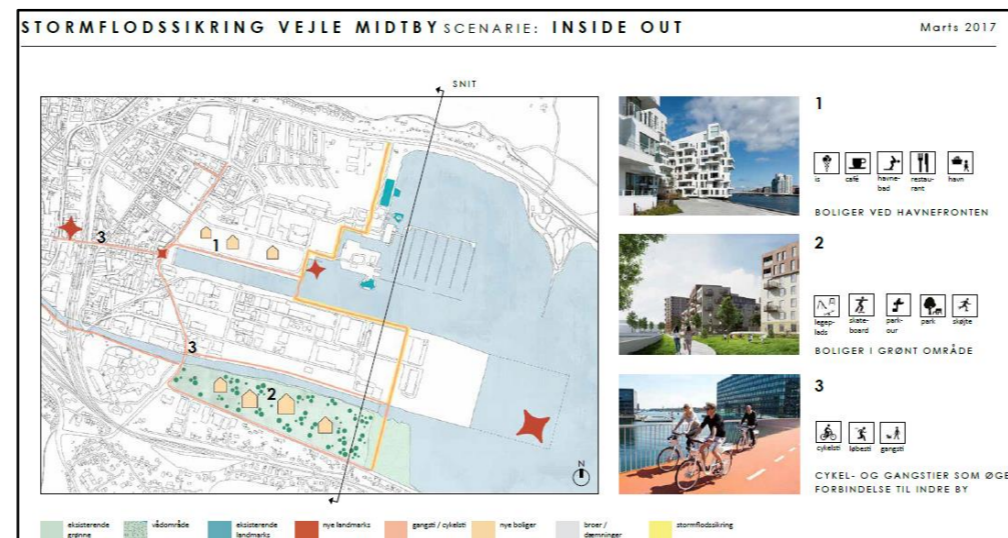 STORMFLODSSIKRING VEJLE MIDTBY SCENARIE: INSIDE OUT
Marts 2017
SNIT
3
1
3
2
N
1
is
café
havne-
bad
restau-
rant
havn
BOLIGER VED HAVNEFRONTEN
2
legep-
lads
skate-
board
park-
our
park
skøjte
BOLIGER I GRØNT OMRÅDE
3
cykelsti
løbesti
gangsti
CYKEL- OG GANGSTIER SOM ØGE
FORBINDELSE TIL INDRE BY
eksisterende
grønne
vådområde
eksisterende
landmarks
nye landmarks
gangsti / cykelsti
nye boliger
broer /
dæmninger
stormflodssikring